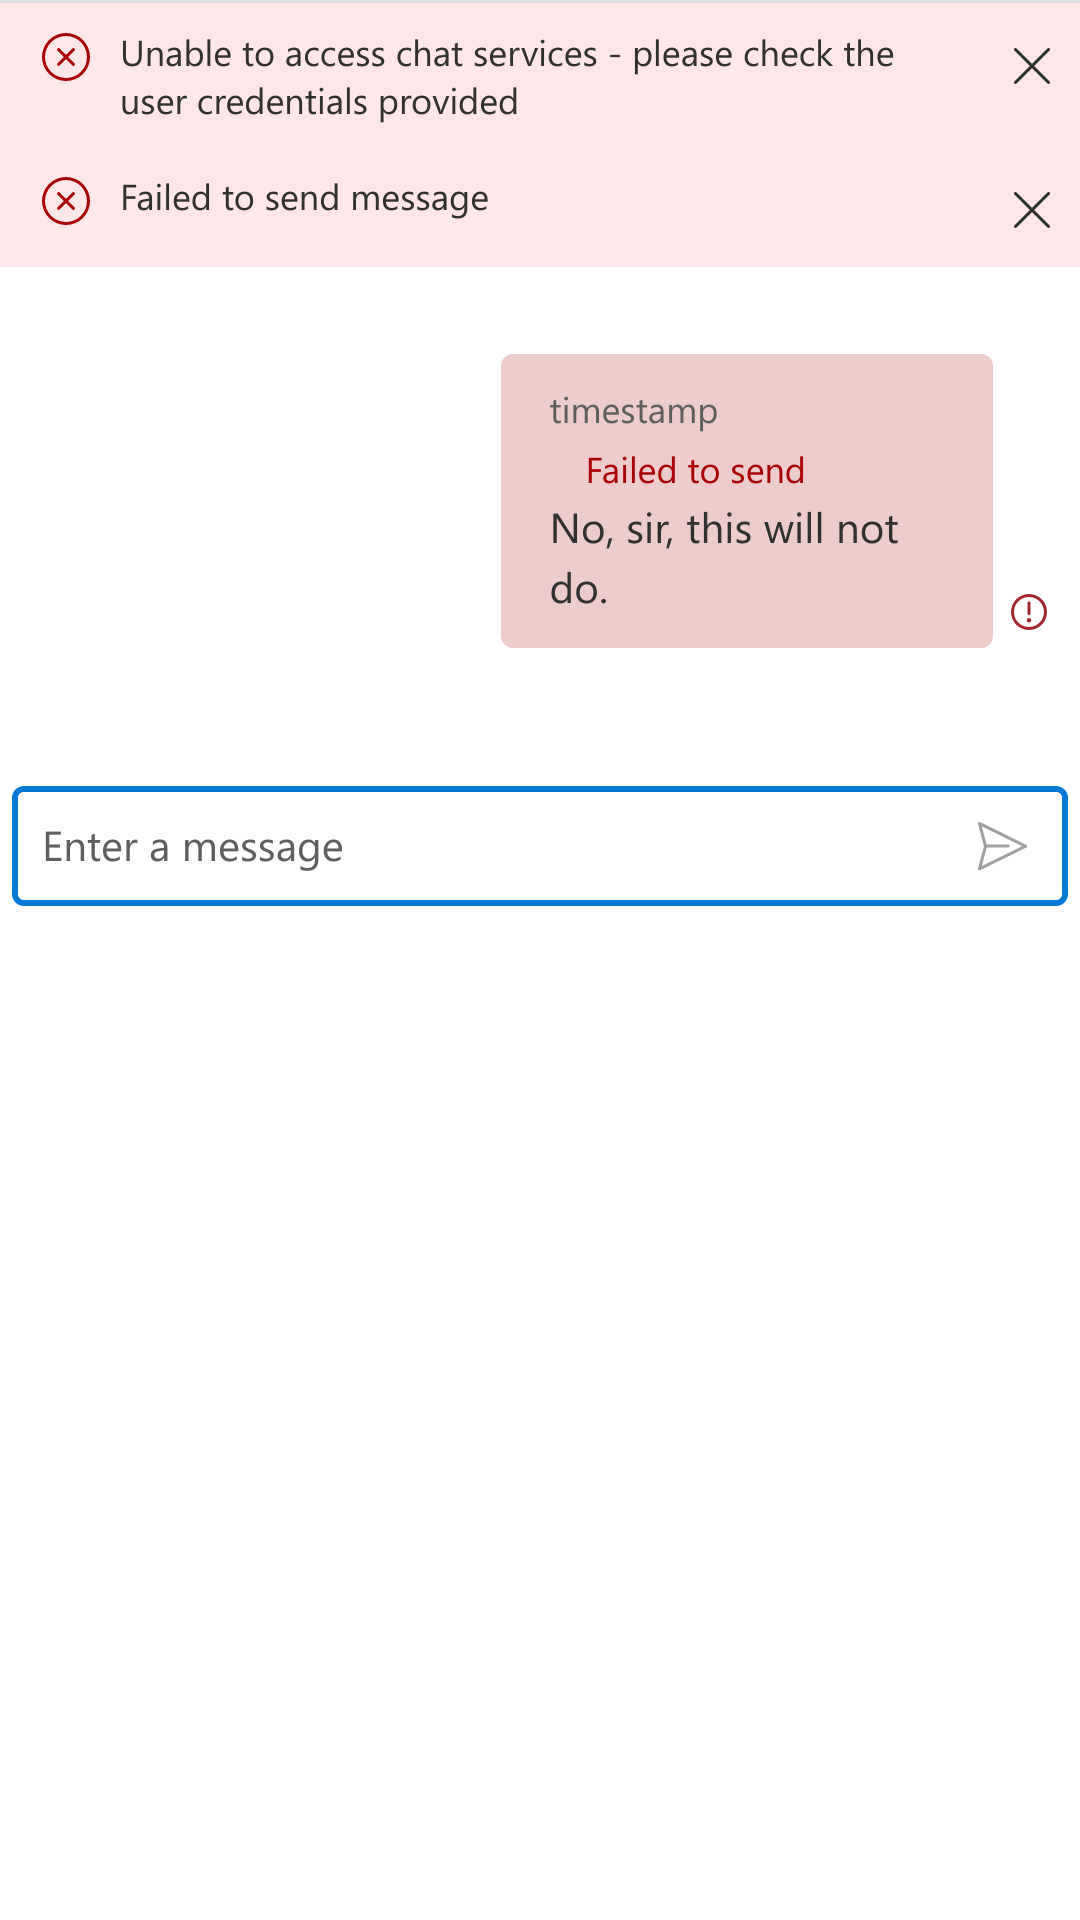 Unable to access chat services - please check the
user credentials provided
Failed to send message
timestamp
Failed to send
No, sir, this will not
do.
Enter a message